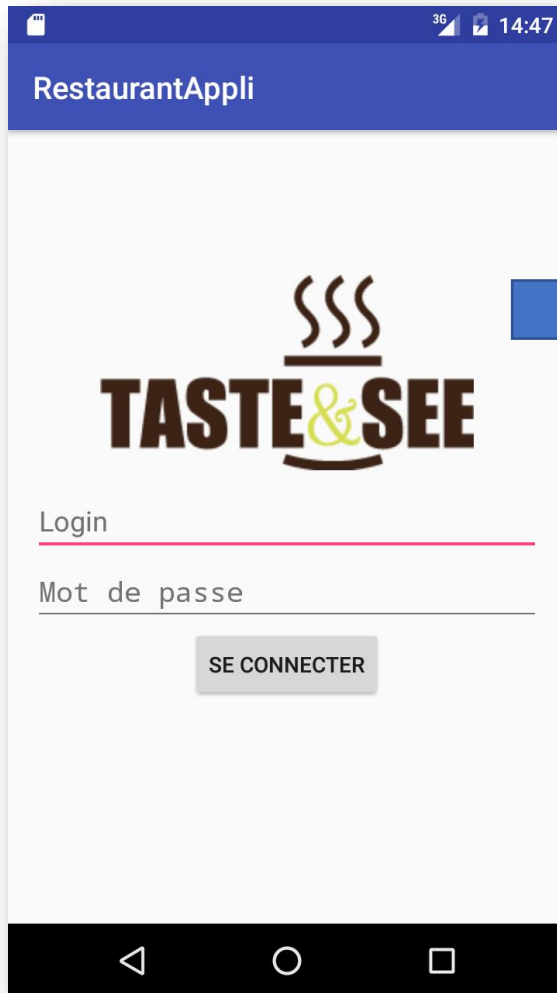 3G 14:47
RestaurantAppli
TASTE&SEE
Login
Mot de passe
SE CONNECTER